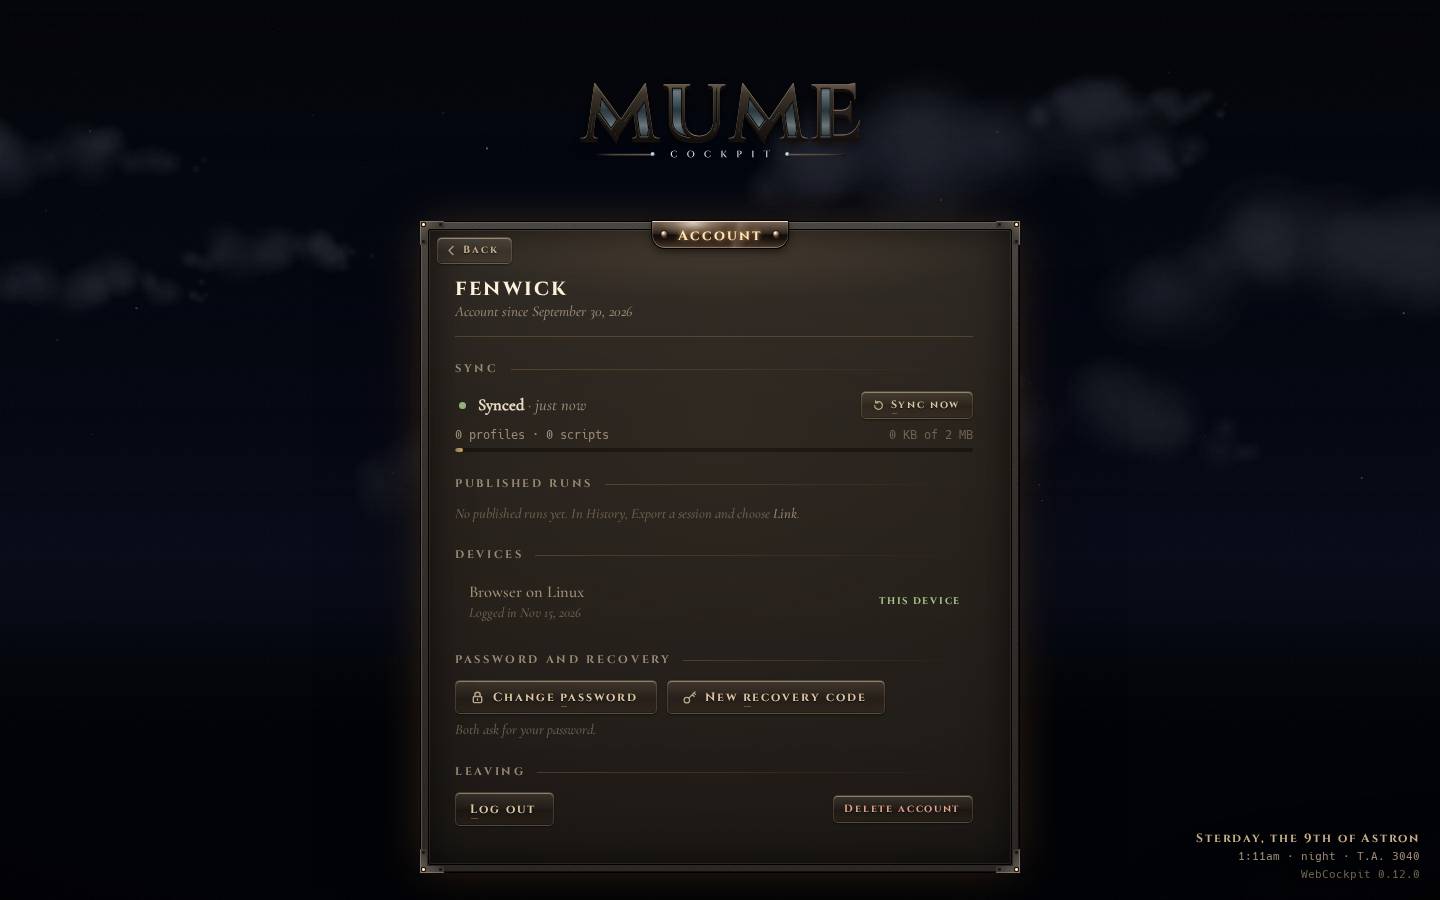 MUME
COCKPIT
Account
Back
FENWICK
Account since September 30, 2026
SYNC
Synced · just now
Sync now
0 profiles · 0 scripts
0 KB of 2 MB
PUBLISHED RUNS
No published runs yet. In History, Export a session and choose Link.
DEVICES
Browser on Linux
Logged in Nov 15, 2026
THIS DEVICE
PASSWORD AND RECOVERY
Change password
New recovery code
Both ask for your password.
LEAVING
Log out
Delete account
Sterday, the 9th of Astron
1:11am · night · T.A. 3040
WebCockpit 0.12.0